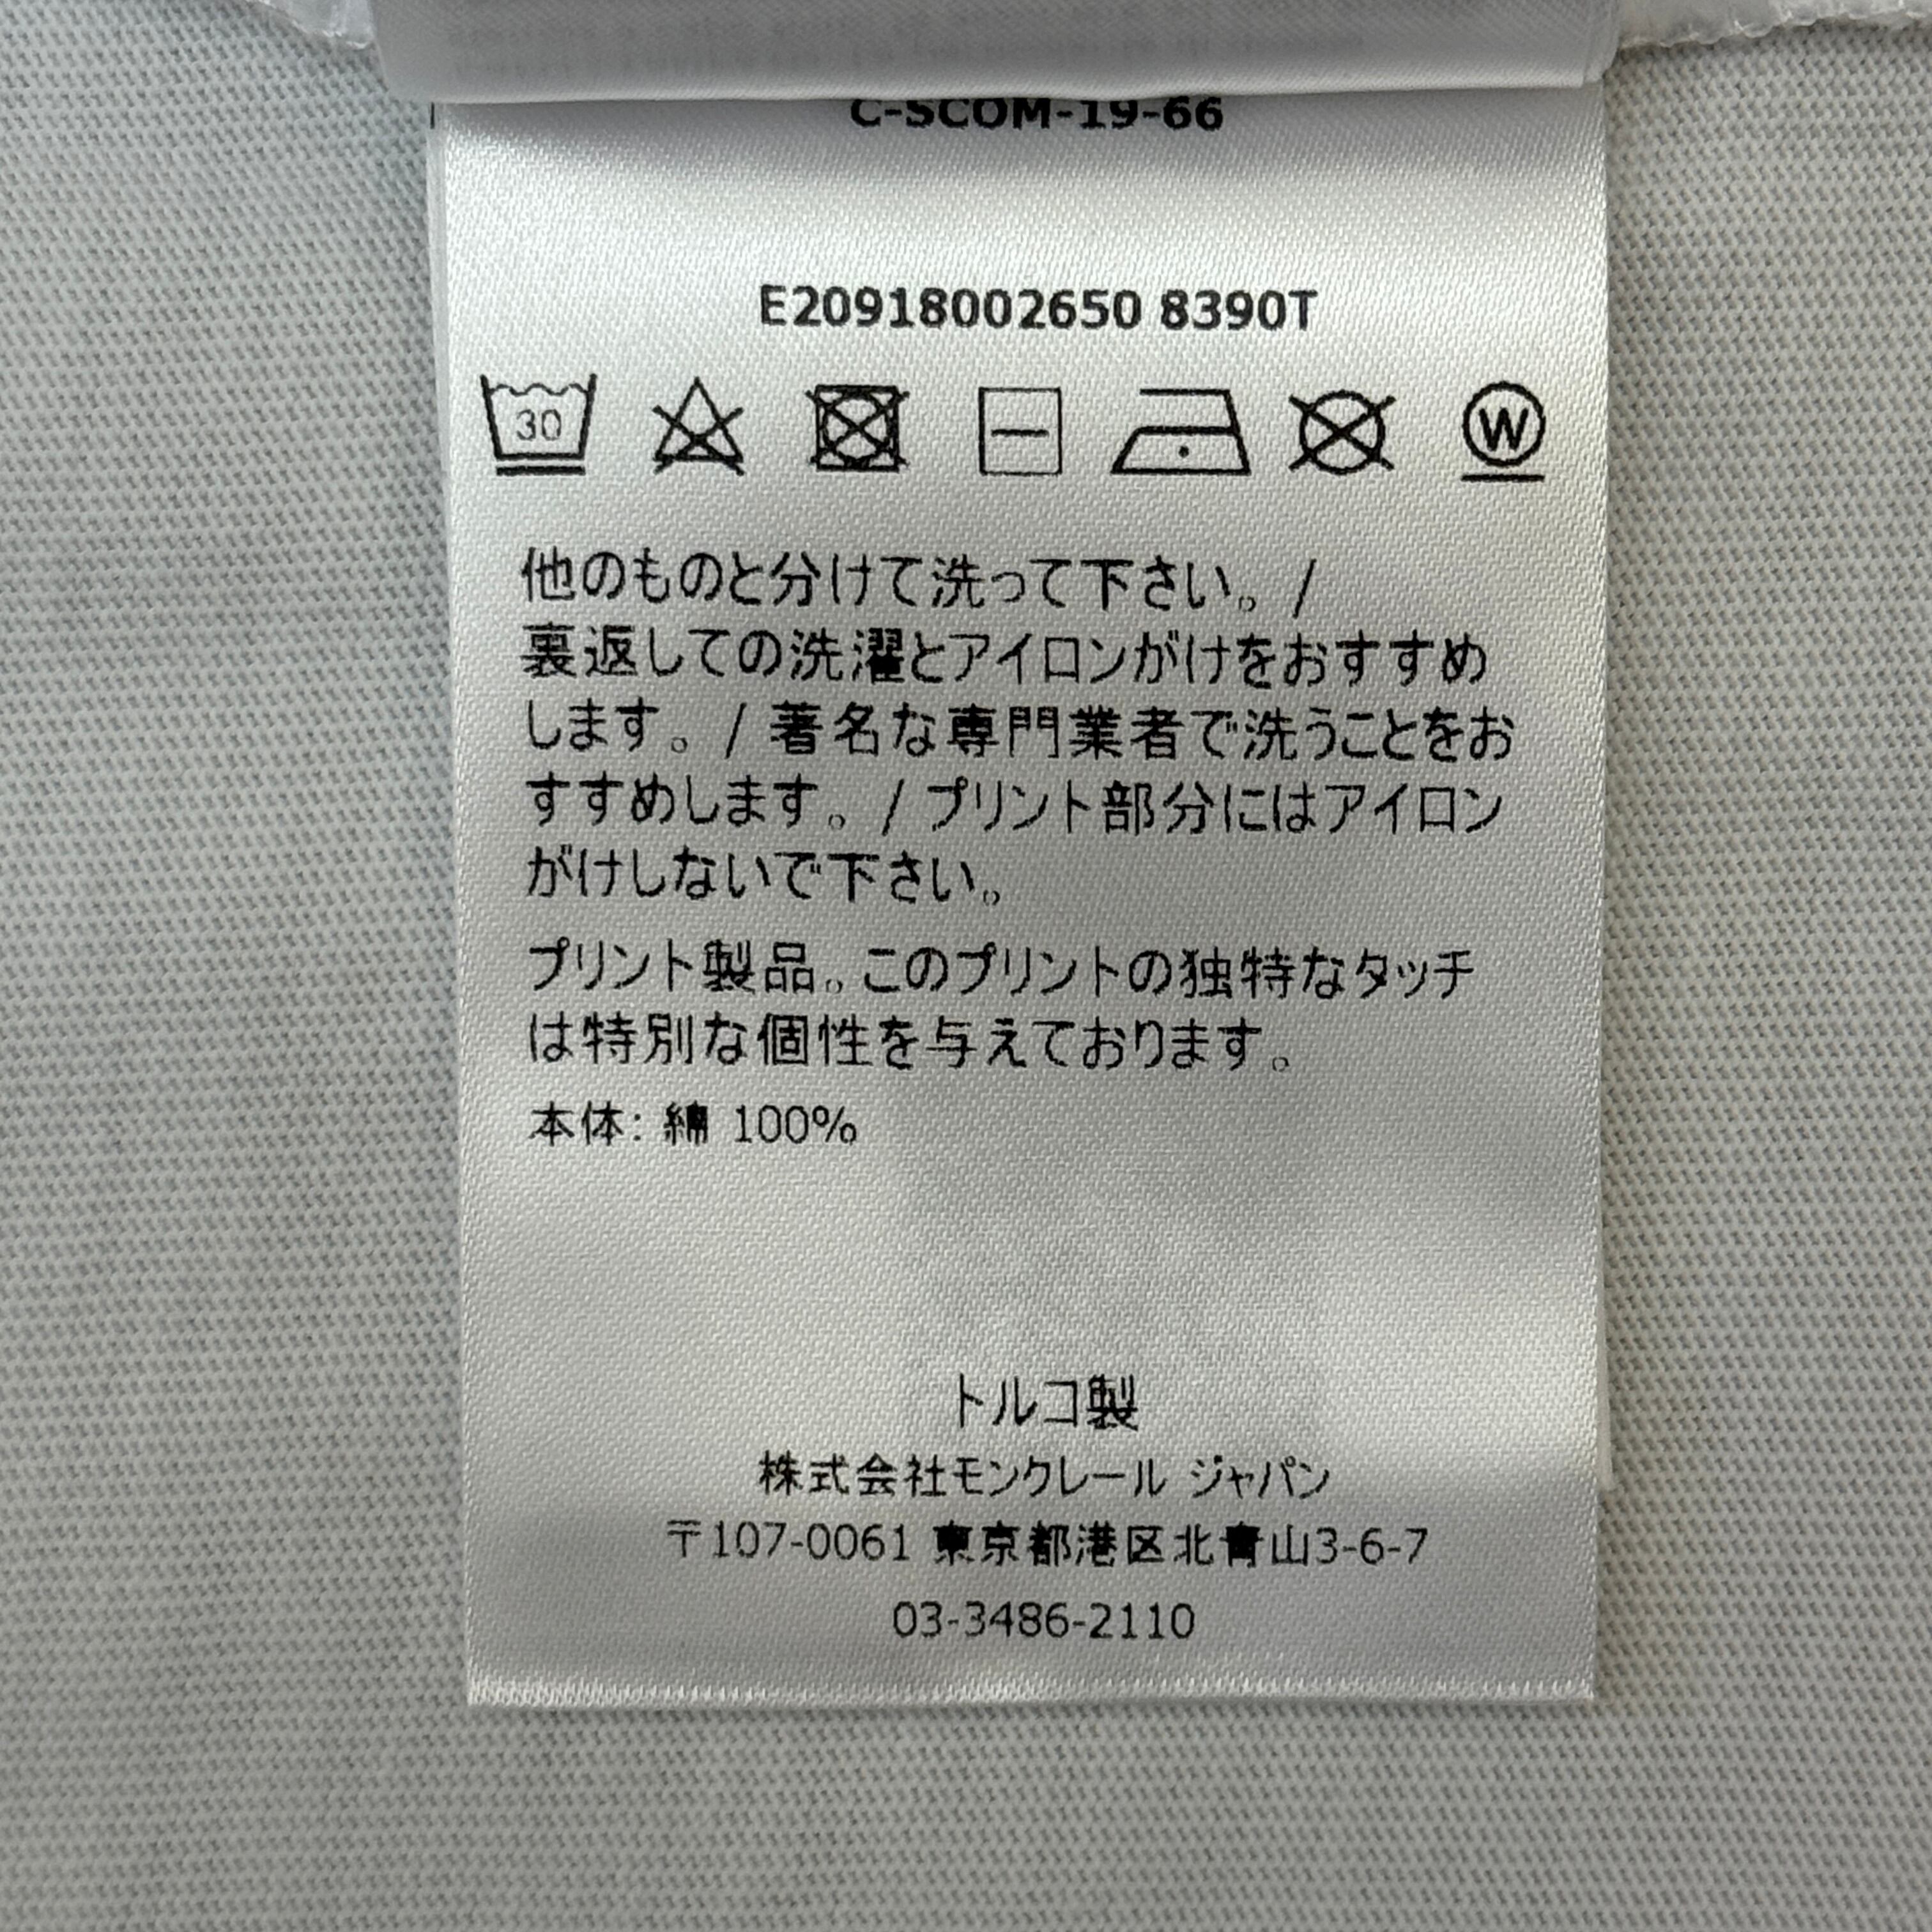 C-SCOM-19-66
E20918002650 8390T
30
W
他のものと分けて洗って下さい。/
裏返しての洗濯とアイロンがけをおすすめ
します。/ 著名な専門業者で洗うことをお
すすめします。/ プリント部分にはアイロン
がけしないで下さい。
プリント製品。このプリントの独特なタッチ
は特別な個性を与えております。
本体: 綿 100%
トルコ製
株式会社モンクレール ジャパン
〒107-0061 東京都港区北青山3-6-7
03-3486-2110